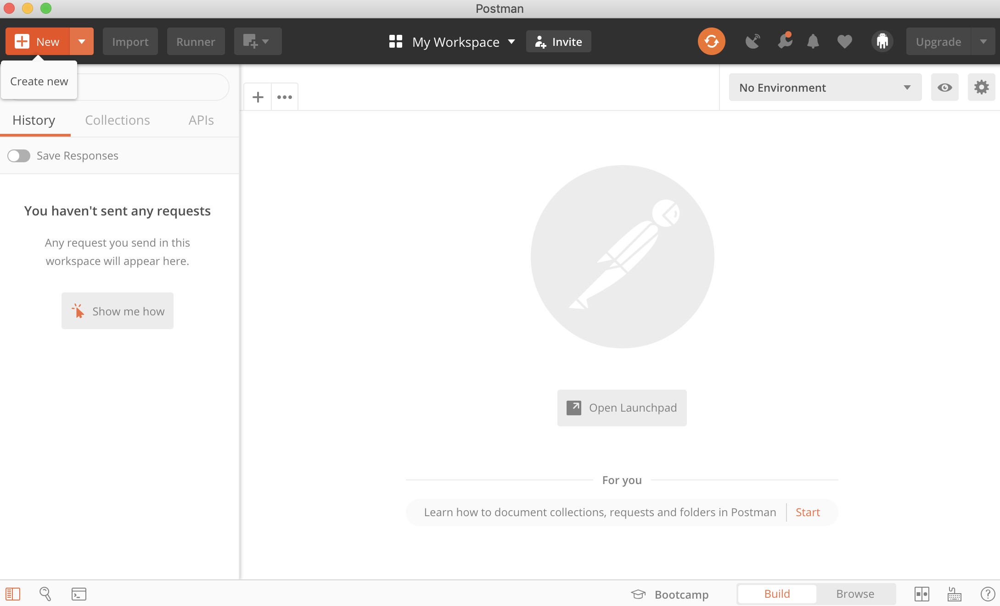 Postman
New
Import
Runner
My Workspace
Invite
Upgrade
Create new
No Environment
History
Collections
APIs
Save Responses
You haven't sent any requests
Any request you send in this
workspace will appear here.
Show me how
Open Launchpad
For you
Learn how to document collections, requests and folders in Postman
Start
Bootcamp
Build
Browse